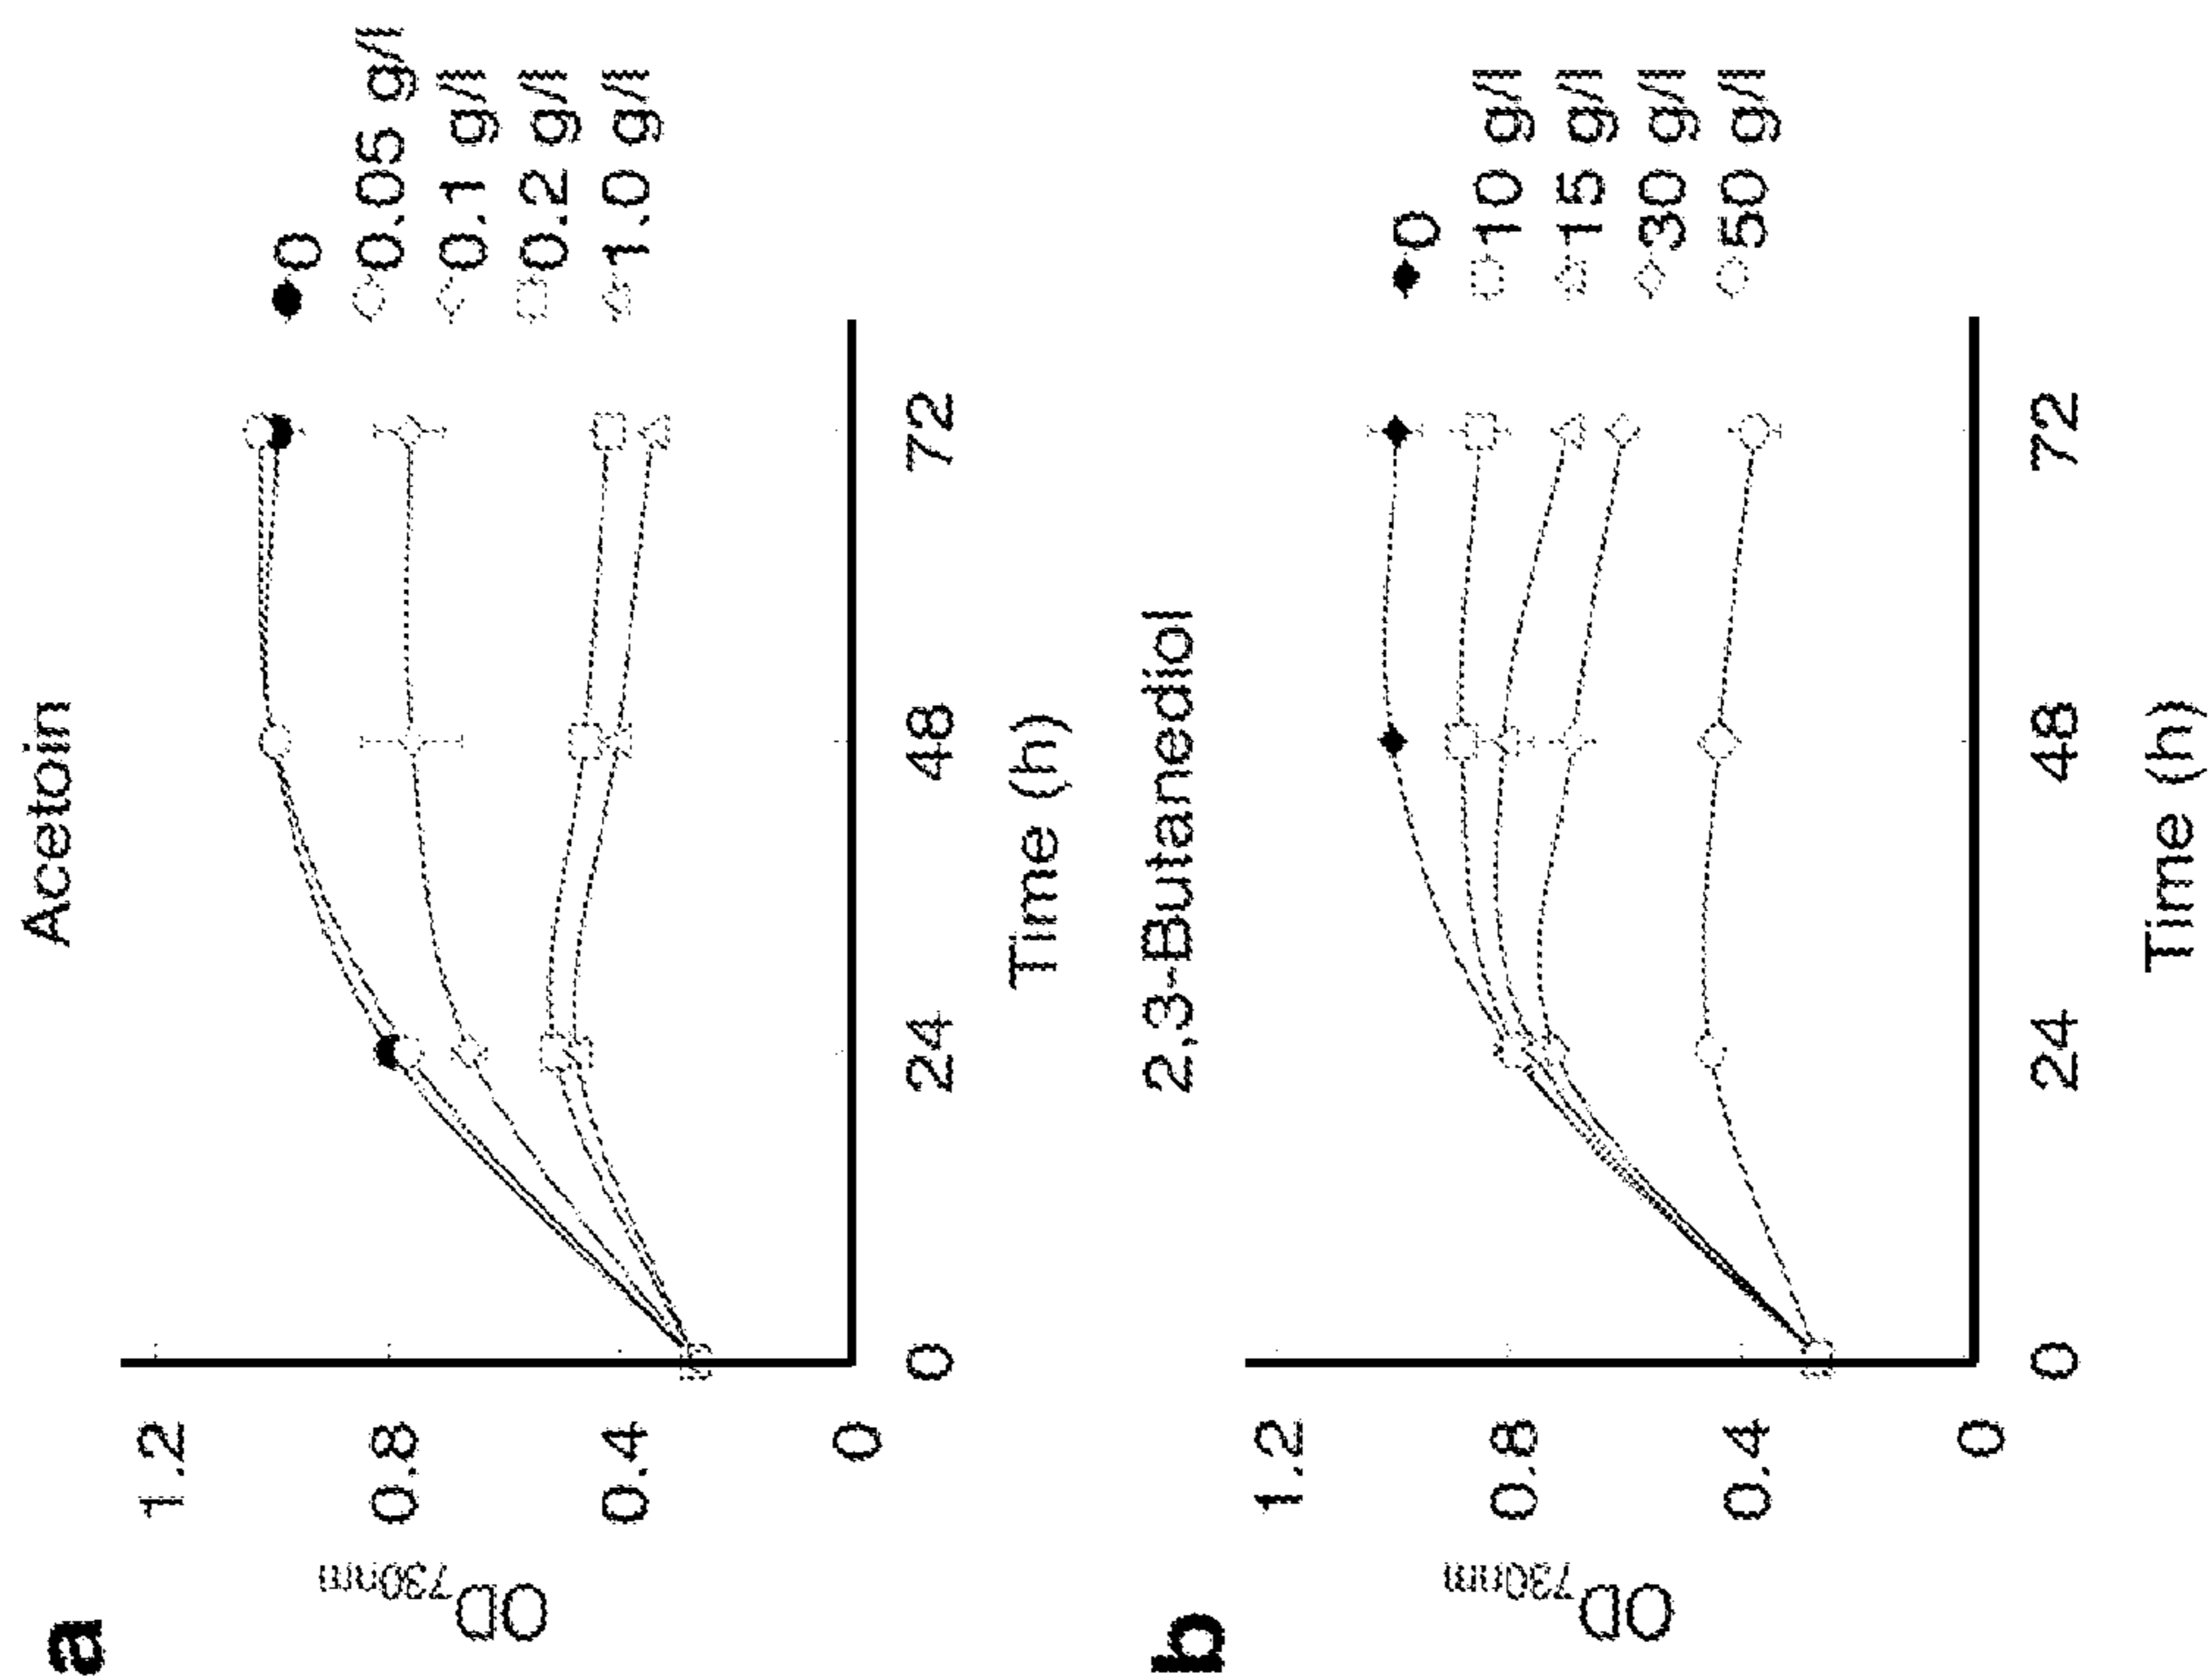 a
Acetoin
OD730nm
1.2
0.8
0.4
0
0
24
48
72
Time (h)
0
0.05 g/l
0.1 g/l
0.2 g/l
1.0 g/l
b
2,3-Butanediol
OD730nm
1.2
0.8
0.4
0
0
24
48
72
Time (h)
0
10 g/l
15 g/l
30 g/l
50 g/l